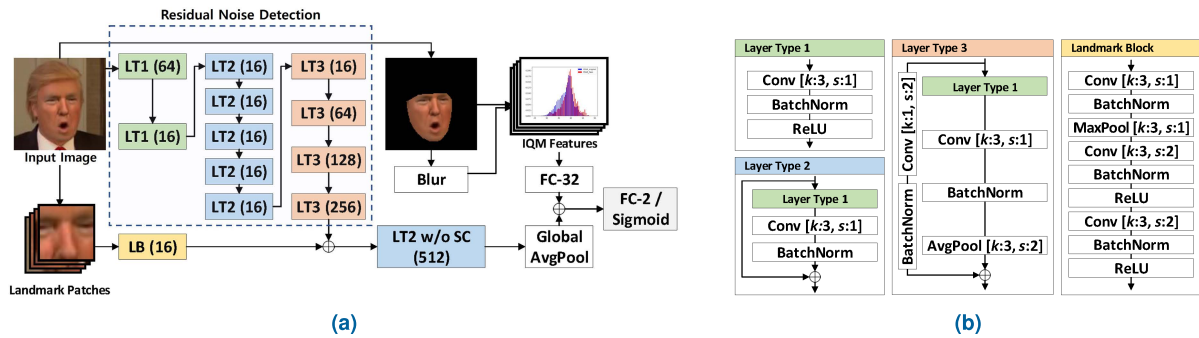 Residual Noise Detection
LT1 (64)
LT1 (16)
LT2 (16)
LT2 (16)
LT2 (16)
LT2 (16)
LT2 (16)
LT3 (16)
LT3 (64)
LT3 (128)
LT3 (256)
Input Image
Blur
IQM Features
FC-32
FC-2 /
Sigmoid
LB (16)
LT2 w/o SC
(512)
Global
AvgPool
Landmark Patches
(a)
Layer Type 1
Conv [k:3, s:1]
BatchNorm
ReLU
Layer Type 2
Layer Type 1
Conv [k:3, s:1]
BatchNorm
Layer Type 3
Conv [k:1, s:2]
BatchNorm
Layer Type 1
Conv [k:3, s:1]
BatchNorm
AvgPool [k:3, s:2]
Landmark Block
Conv [k:3, s:1]
BatchNorm
MaxPool [k:3, s:1]
Conv [k:3, s:2]
BatchNorm
ReLU
Conv [k:3, s:2]
BatchNorm
ReLU
(b)